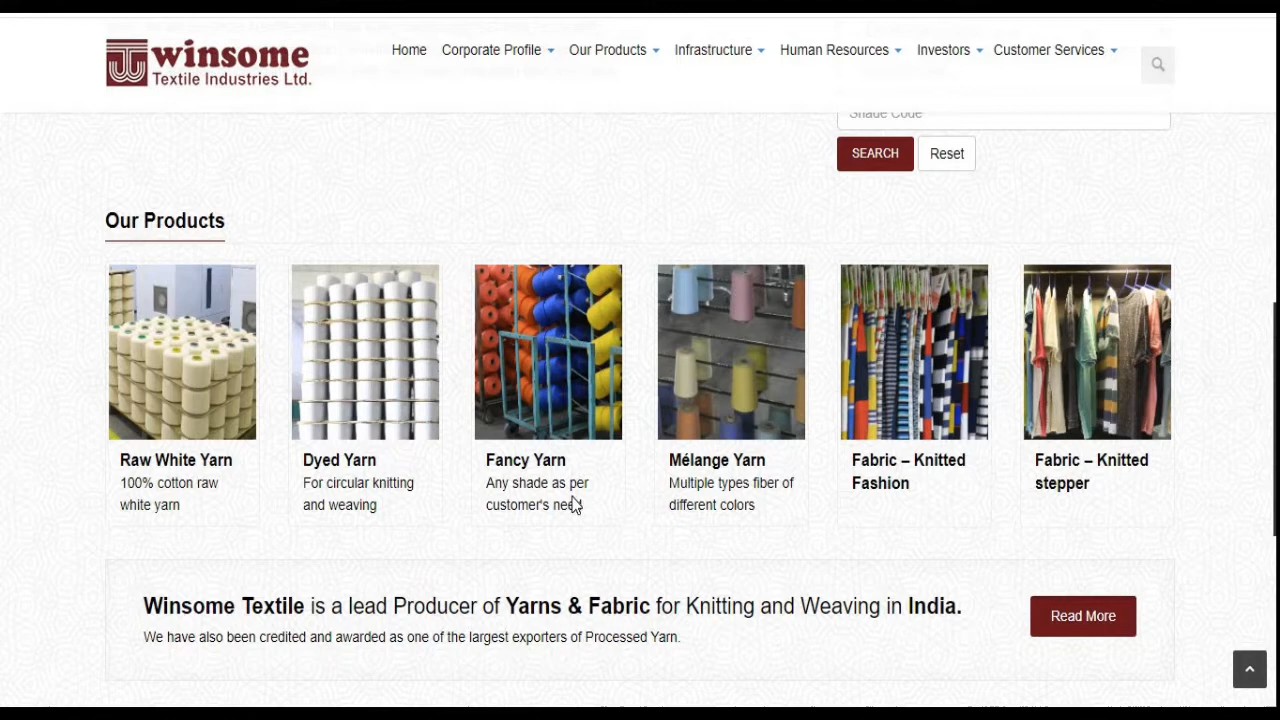 winsome
Textile Industries Ltd.
Home Corporate Profile Our Products Infrastructure Human Resources Investors Customer Services
Shade Code
SEARCH Reset
Our Products
Raw White Yarn
100% cotton raw
white yarn
Dyed Yarn
For circular knitting
and weaving
Fancy Yarn
Any shade as per
customer's need
Mélange Yarn
Multiple types fiber of
different colors
Fabric – Knitted
Fashion
Fabric – Knitted
stepper
Winsome Textile is a lead Producer of Yarns & Fabric for Knitting and Weaving in India.
We have also been credited and awarded as one of the largest exporters of Processed Yarn.
Read More